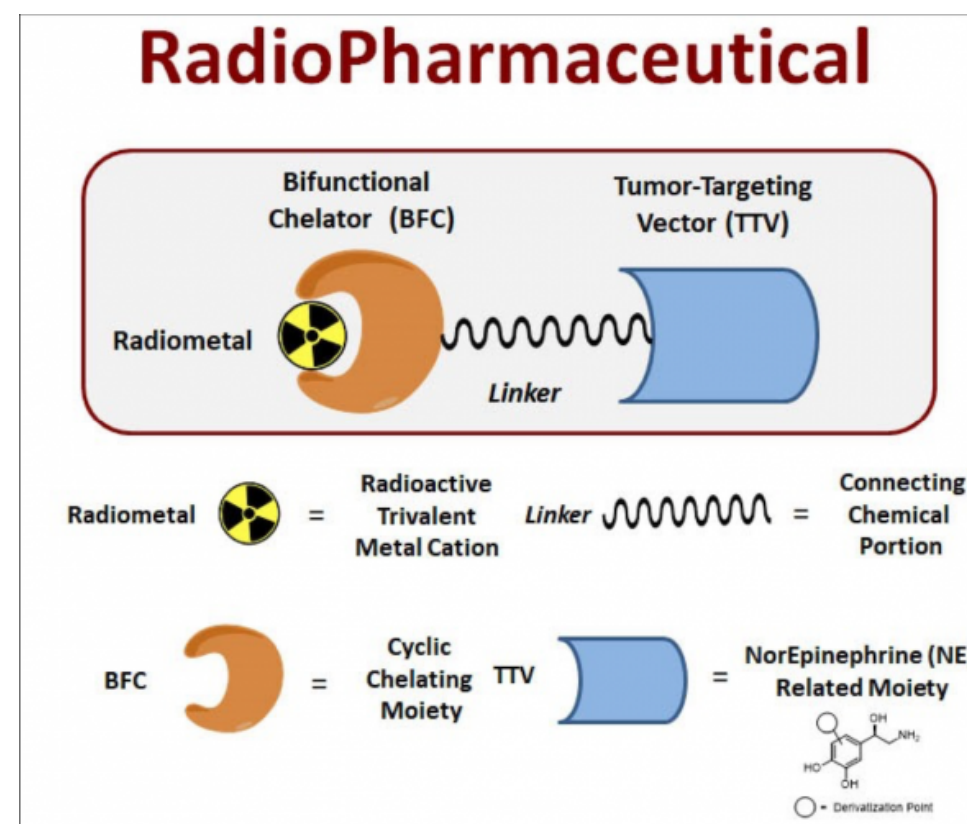 RadioPharmaceutical
Bifunctional
Chelator (BFC)
Tumor-Targeting
Vector (TTV)
Radiometal
Linker
Radiometal
=
Radioactive
Trivalent
Metal Cation
Linker
=
Connecting
Chemical
Portion
BFC
=
Cyclic
Chelating
Moiety
TTV
=
NorEpinephrine (NE
Related Moiety
OH
NH2
HO
OH
= Derivatization Point